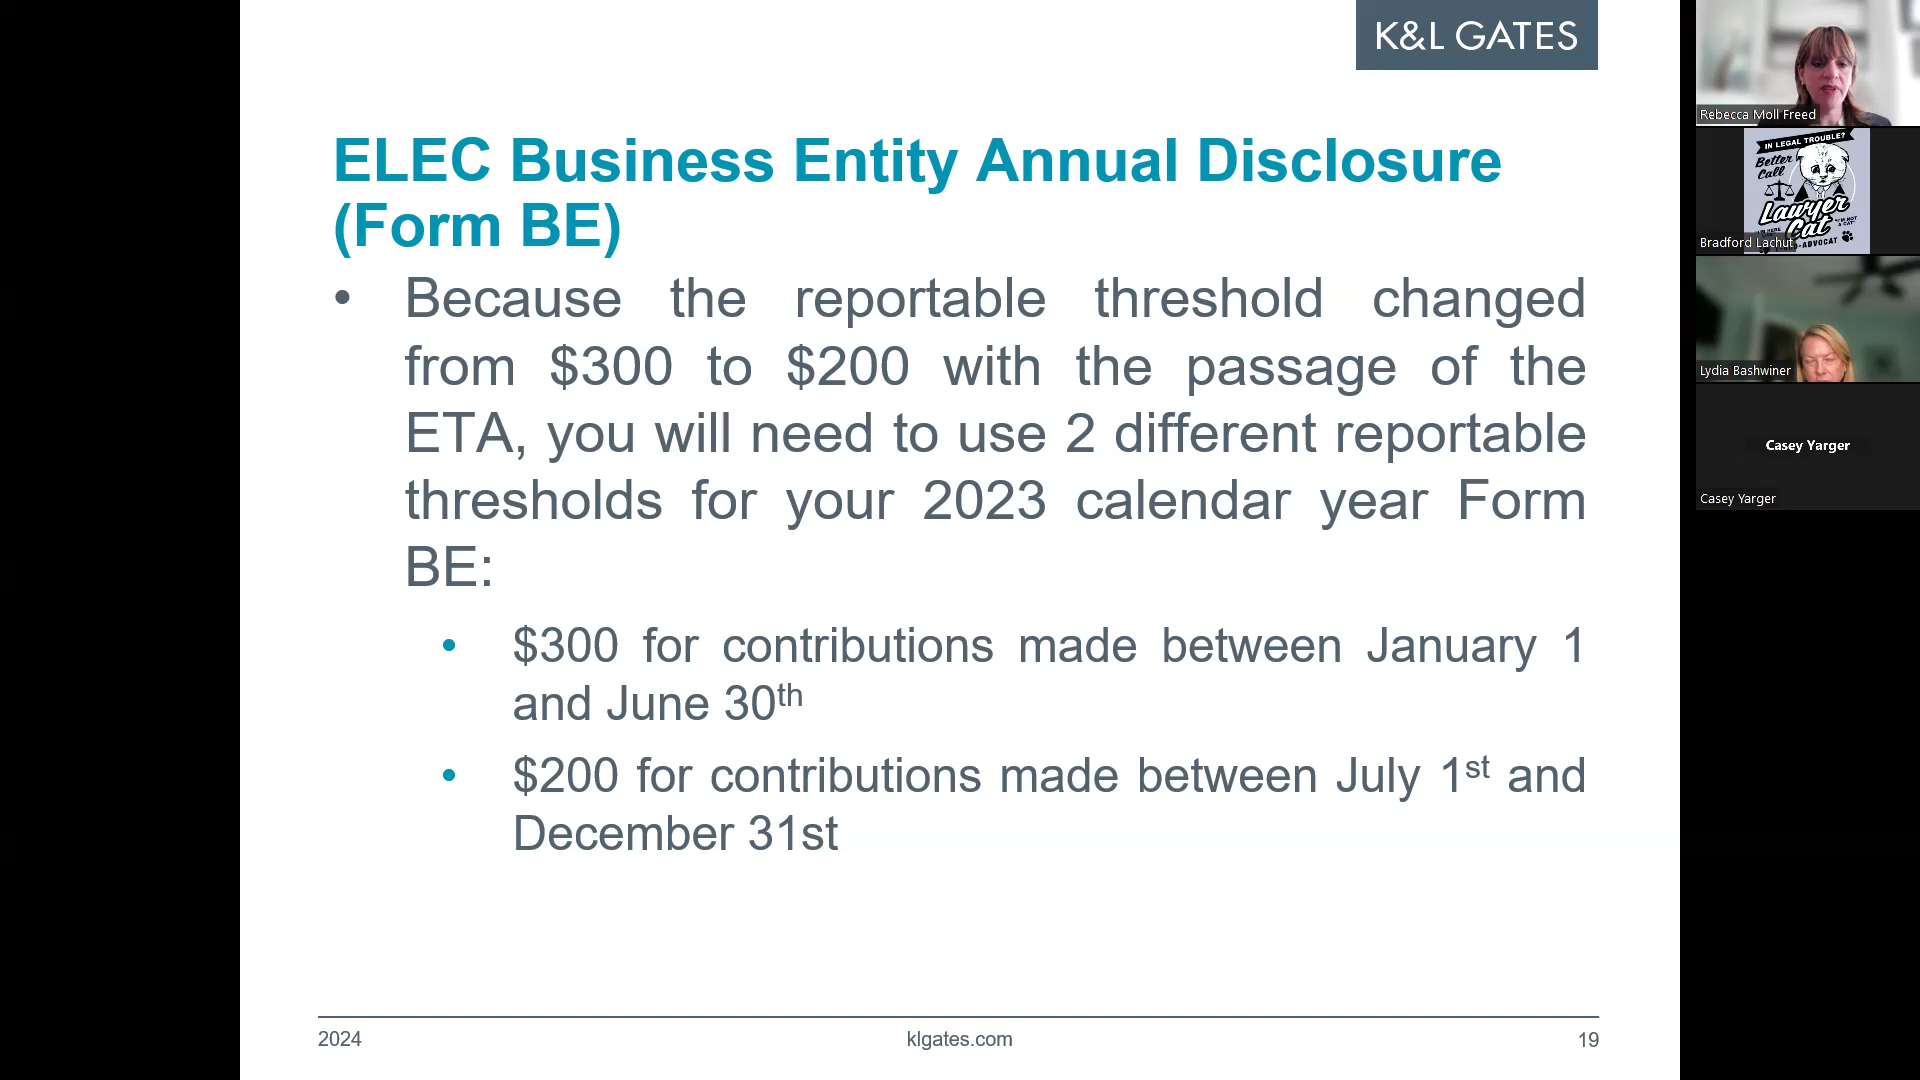 K&L GATES
ELEC Business Entity Annual Disclosure
(Form BE)
• Because the reportable threshold changed
from $300 to $200 with the passage of the
ETA, you will need to use 2 different reportable
thresholds for your 2023 calendar year Form
BE:
• $300 for contributions made between January 1
and June 30th
• $200 for contributions made between July 1st and
December 31st
2024
klgates.com
19
Rebecca Moll Freed
IN LEGAL TROUBLE?
Better
Call
Lawyer
Cat
"I'M NOT
A CAT"
Bradford Lachut
Lydia Bashwiner
Casey Yarger
Casey Yarger